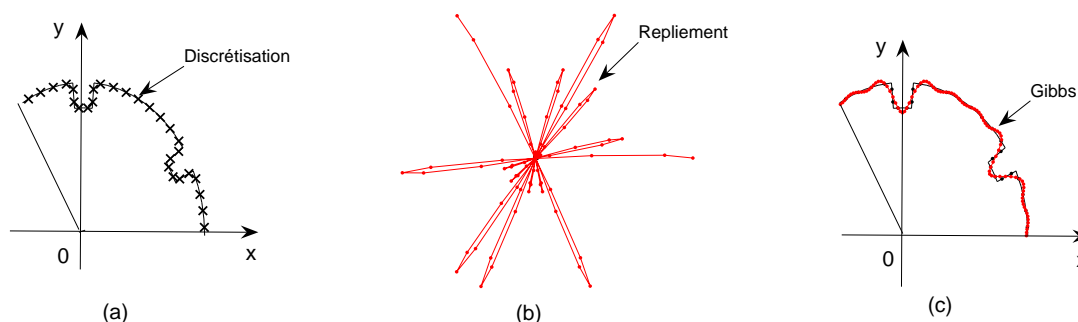 y
Discrétisation
0
x
(a)
Repliement
(b)
y
Gibbs
0
x
(c)